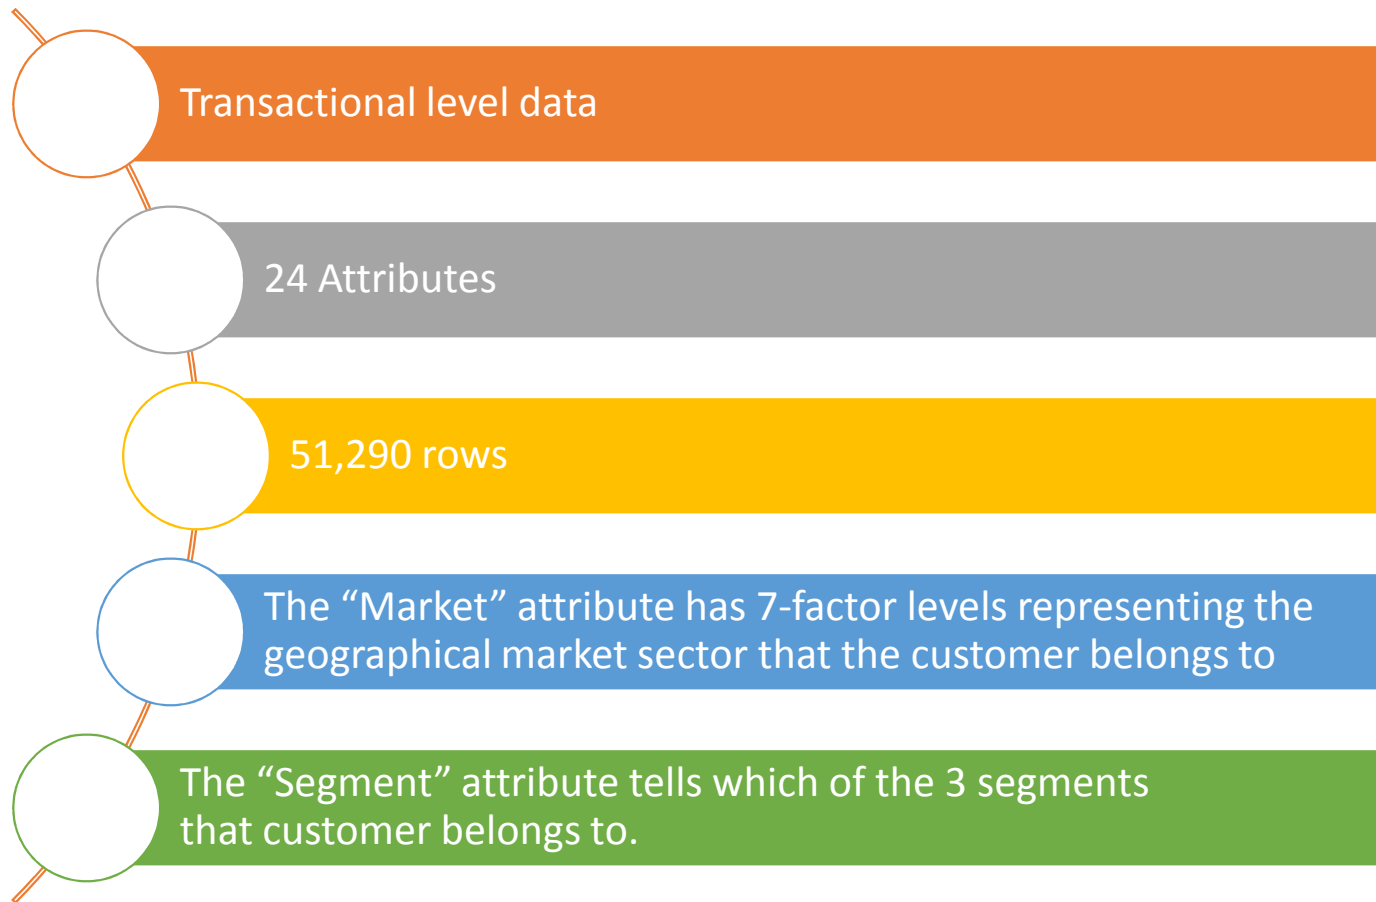 Transactional level data
24 Attributes
51,290 rows
The “Market” attribute has 7-factor levels representing the
geographical market sector that the customer belongs to
The “Segment” attribute tells which of the 3 segments
that customer belongs to.